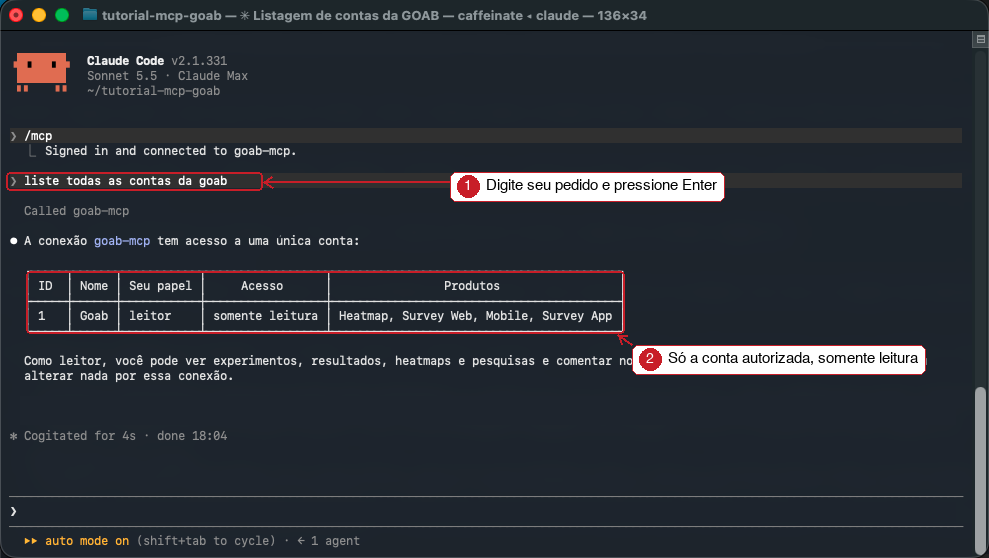 tutorial-mcp-goab — ✳ Listagem de contas da GOAB — caffeinate ◂ claude — 136×34
Claude Code v2.1.331
Sonnet 5.5 · Claude Max
~/tutorial-mcp-goab
❯ /mcp
⎿ Signed in and connected to goab-mcp.
❯ liste todas as contas da goab
1 Digite seu pedido e pressione Enter
Called goab-mcp
● A conexão goab-mcp tem acesso a uma única conta:
ID Nome Seu papel Acesso Produtos
1 Goab leitor somente leitura Heatmap, Survey Web, Mobile, Survey App
Como leitor, você pode ver experimentos, resultados, heatmaps e pesquisas e comentar
2 Só a conta autorizada, somente leitura
alterar nada por essa conexão.
✻ Cogitated for 4s · done 18:04
❯
⏵⏵ auto mode on (shift+tab to cycle) · ← 1 agent